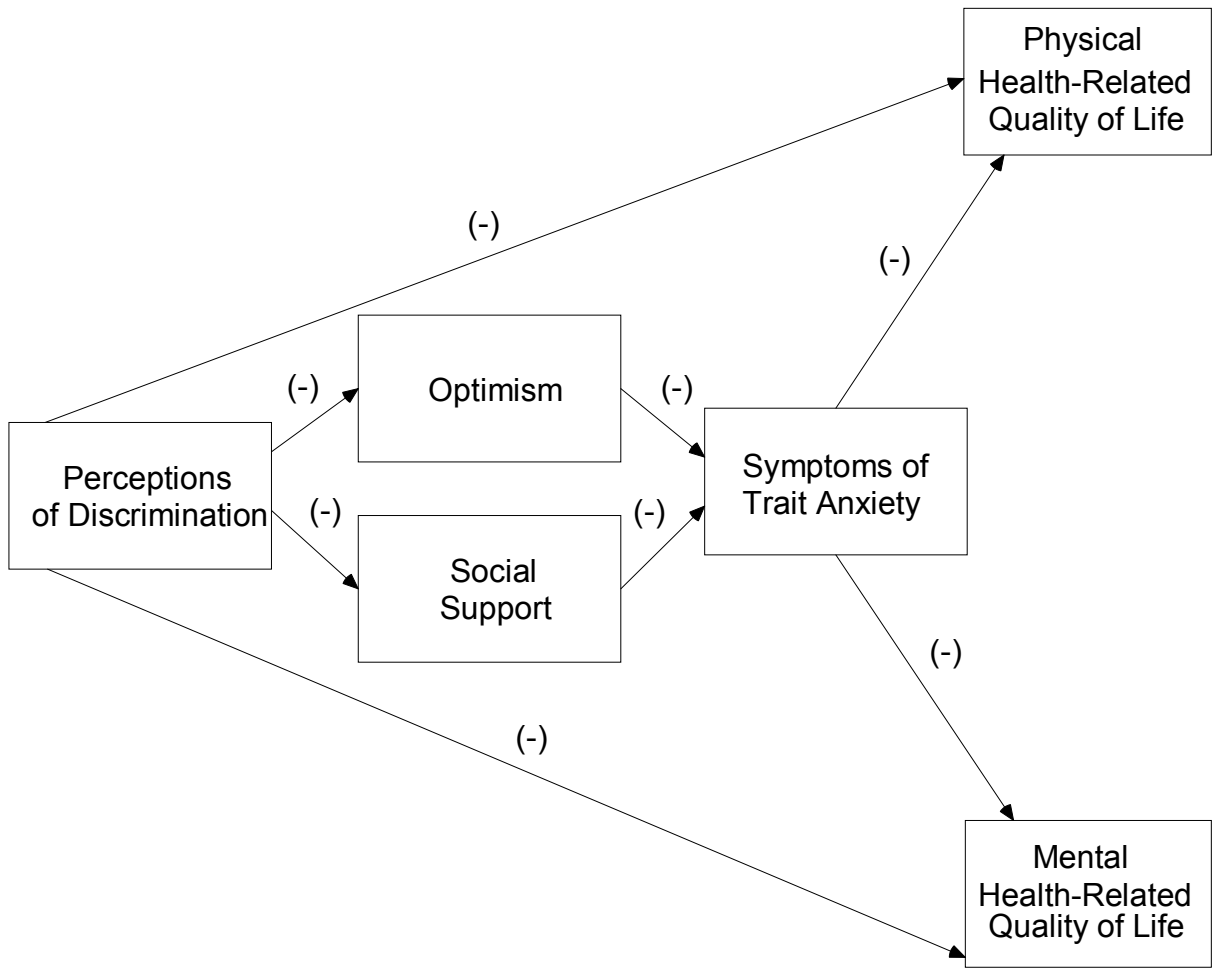 Physical
Health-Related
Quality of Life
(-)
(-)
(-)
Optimism
(-)
Perceptions
of Discrimination
Symptoms of
Trait Anxiety
(-)
(-)
Social
Support
(-)
(-)
Mental
Health-Related
Quality of Life